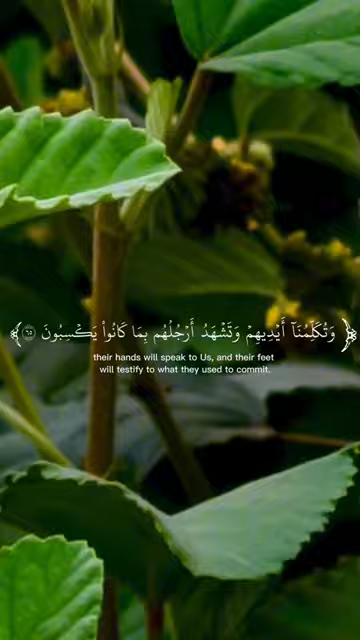 ﴿ وَتُكَلِّمُنَآ أَيْدِيهِمْ وَتَشْهَدُ أَرْجُلُهُم بِمَا كَانُوا۟ يَكْسِبُونَ ٦٥ ﴾
their hands will speak to Us, and their feet
will testify to what they used to commit.